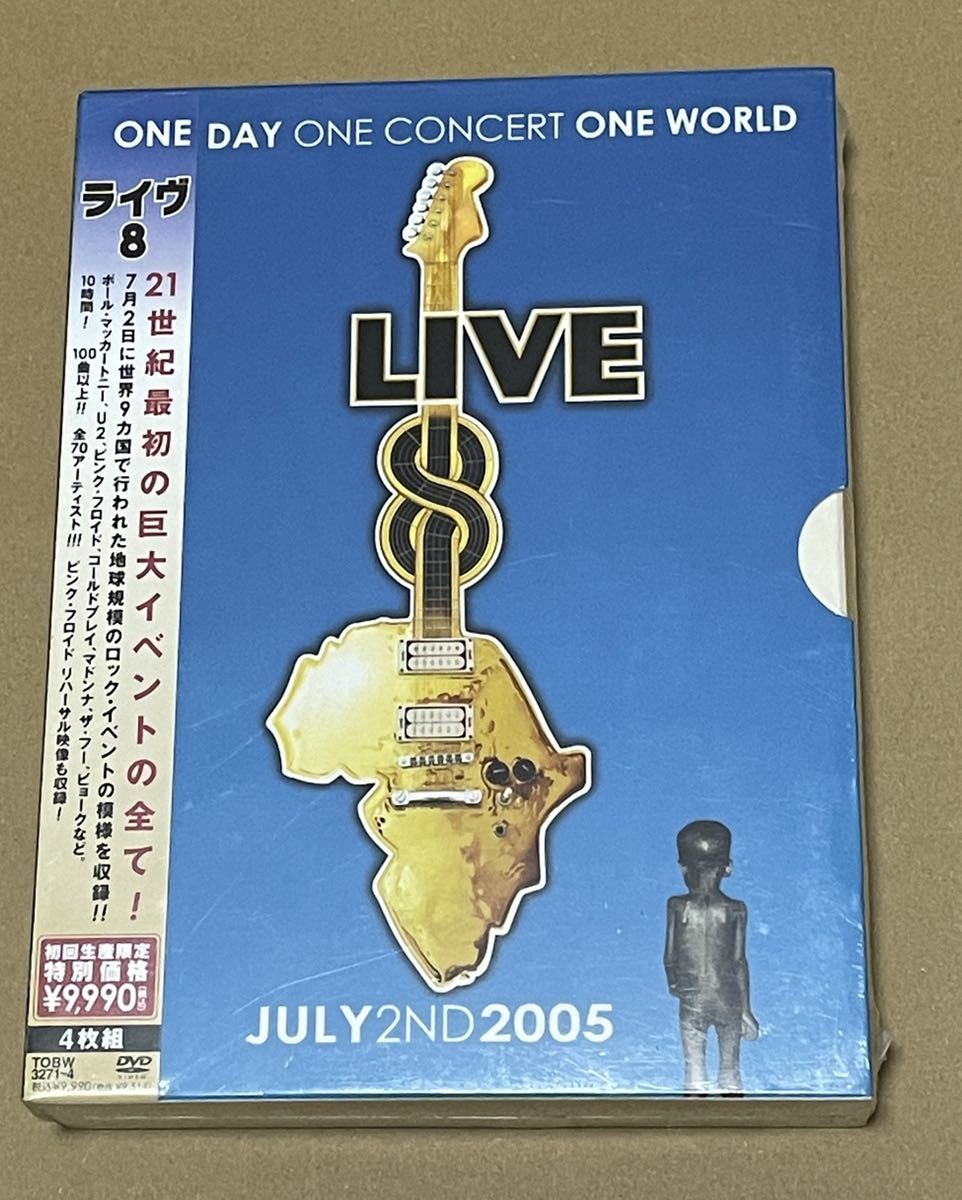 ONE DAY ONE CONCERT ONE WORLD
LIVE
8
JULY2ND2005
ライヴ
8
21世紀最初の巨大イベントの全て!
7月2日に世界9カ国で行われた地球規模のロック・イベントの模様を収録!!
ポール・マッカートニー、U2、ピンク・フロイド、コールドプレイ、マドンナ、ザ・フー、ビョークなど。
10時間! 100曲以上!! 全70アーティスト!!! ピンク・フロイド リハーサル映像も収録!
初回生産限定
特別価格
¥9,990(税込)
4枚組
TOBW
3271~4
DVD
VIDEO